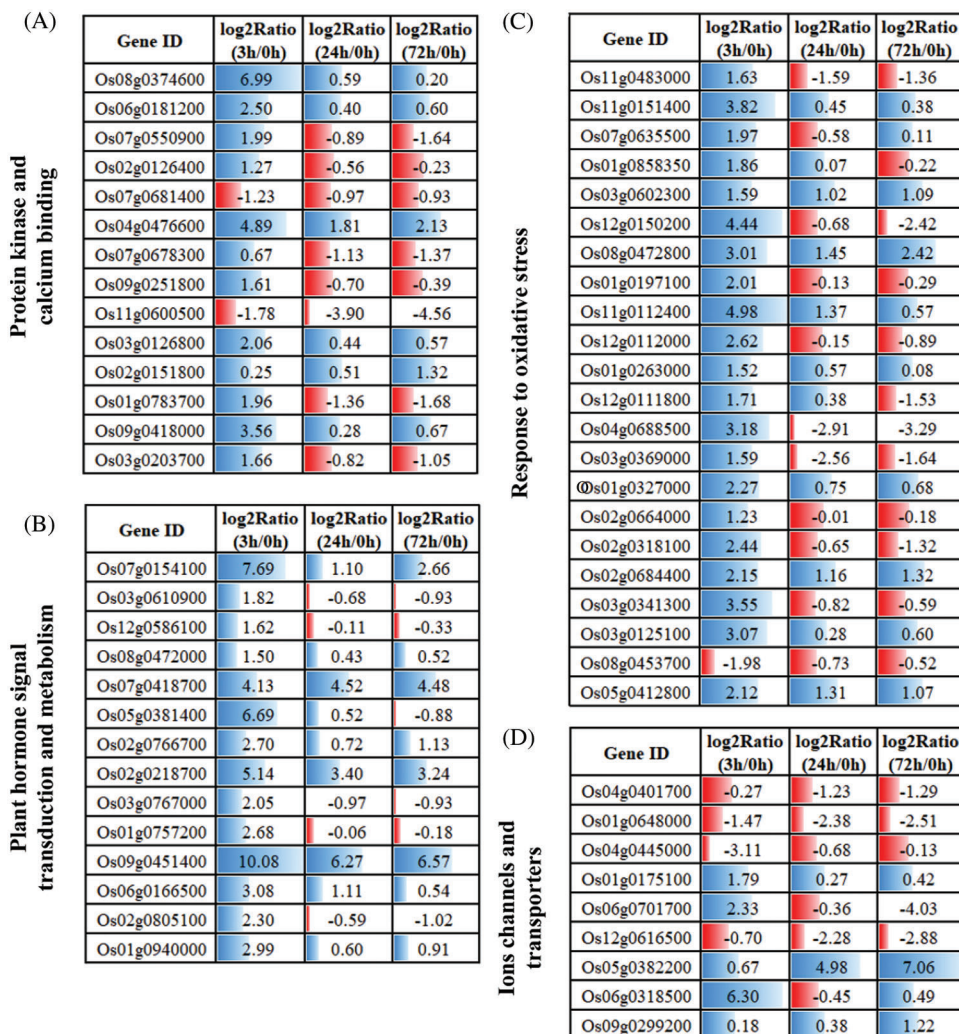 (A)
Protein kinase and
calcium binding
Gene ID log2Ratio (3h/0h) log2Ratio (24h/0h) log2Ratio (72h/0h)
Os08g0374600 6.99 0.59 0.20
Os06g0181200 2.50 0.40 0.60
Os07g0550900 1.99 -0.89 -1.64
Os02g0126400 1.27 -0.56 -0.23
Os07g0681400 -1.23 -0.97 -0.93
Os04g0476600 4.89 1.81 2.13
Os07g0678300 0.67 -1.13 -1.37
Os09g0251800 1.61 -0.70 -0.39
Os11g0600500 -1.78 -3.90 -4.56
Os03g0126800 2.06 0.44 0.57
Os02g0151800 0.25 0.51 1.32
Os01g0783700 1.96 -1.36 -1.68
Os09g0418000 3.56 0.28 0.67
Os03g0203700 1.66 -0.82 -1.05
(B)
Plant hormone signal
transduction and metabolism
Gene ID log2Ratio (3h/0h) log2Ratio (24h/0h) log2Ratio (72h/0h)
Os07g0154100 7.69 1.10 2.66
Os03g0610900 1.82 -0.68 -0.93
Os12g0586100 1.62 -0.11 -0.33
Os08g0472000 1.50 0.43 0.52
Os07g0418700 4.13 4.52 4.48
Os05g0381400 6.69 0.52 -0.88
Os02g0766700 2.70 0.72 1.13
Os02g0218700 5.14 3.40 3.24
Os03g0767000 2.05 -0.97 -0.93
Os01g0757200 2.68 -0.06 -0.18
Os09g0451400 10.08 6.27 6.57
Os06g0166500 3.08 1.11 0.54
Os02g0805100 2.30 -0.59 -1.02
Os01g0940000 2.99 0.60 0.91
(C)
Response to oxidative stress
Gene ID log2Ratio (3h/0h) log2Ratio (24h/0h) log2Ratio (72h/0h)
Os11g0483000 1.63 -1.59 -1.36
Os11g0151400 3.82 0.45 0.38
Os07g0635500 1.97 -0.58 0.11
Os01g0858350 1.86 0.07 -0.22
Os03g0602300 1.59 1.02 1.09
Os12g0150200 4.44 -0.68 -2.42
Os08g0472800 3.01 1.45 2.42
Os01g0197100 2.01 -0.13 -0.29
Os11g0112400 4.98 1.37 0.57
Os12g0112000 2.62 -0.15 -0.89
Os01g0263000 1.52 0.57 0.08
Os12g0111800 1.71 0.38 -1.53
Os04g0688500 3.18 -2.91 -3.29
Os03g0369000 1.59 -2.56 -1.64
Os01g0327000 2.27 0.75 0.68
Os02g0664000 1.23 -0.01 -0.18
Os02g0318100 2.44 -0.65 -1.32
Os02g0684400 2.15 1.16 1.32
Os03g0341300 3.55 -0.82 -0.59
Os03g0125100 3.07 0.28 0.60
Os08g0453700 -1.98 -0.73 -0.52
Os05g0412800 2.12 1.31 1.07
(D)
Ions channels and
transporters
Gene ID log2Ratio (3h/0h) log2Ratio (24h/0h) log2Ratio (72h/0h)
Os04g0401700 -0.27 -1.23 -1.29
Os01g0648000 -1.47 -2.38 -2.51
Os04g0445000 -3.11 -0.68 -0.13
Os01g0175100 1.79 0.27 0.42
Os06g0701700 2.33 -0.36 -4.03
Os12g0616500 -0.70 -2.28 -2.88
Os05g0382200 0.67 4.98 7.06
Os06g0318500 6.30 -0.45 0.49
Os09g0299200 0.18 0.38 1.22